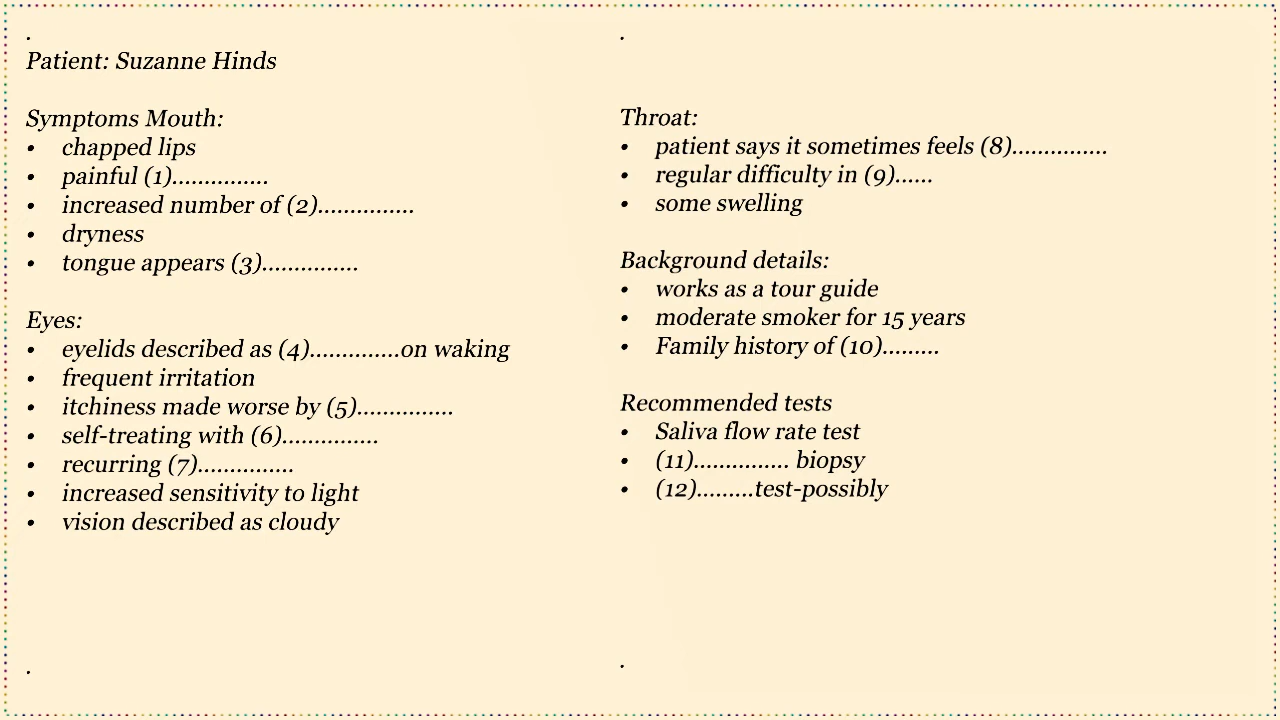 .
Patient: Suzanne Hinds
Symptoms Mouth:
• chapped lips
• painful (1)...............
• increased number of (2)...............
• dryness
• tongue appears (3)...............
Eyes:
• eyelids described as (4)..............on waking
• frequent irritation
• itchiness made worse by (5)...............
• self-treating with (6)...............
• recurring (7)...............
• increased sensitivity to light
• vision described as cloudy
.
.
Throat:
• patient says it sometimes feels (8)...............
• regular difficulty in (9)......
• some swelling
Background details:
• works as a tour guide
• moderate smoker for 15 years
• Family history of (10).........
Recommended tests
• Saliva flow rate test
• (11)............... biopsy
• (12).........test-possibly
.